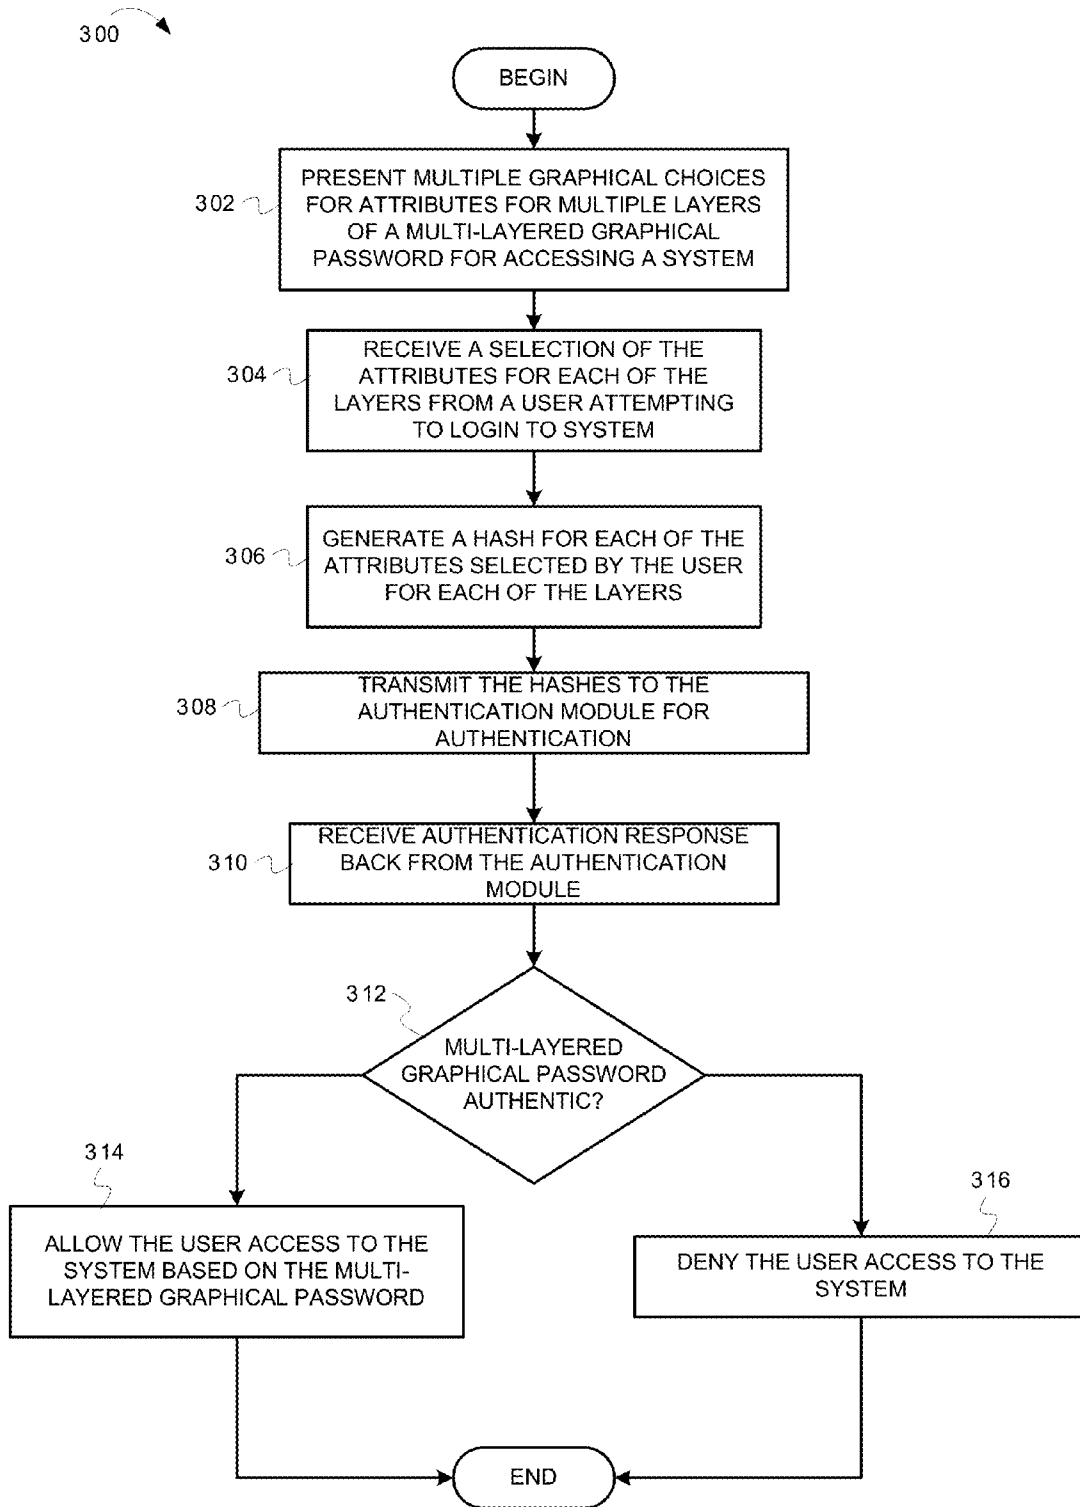 300
BEGIN
302
PRESENT MULTIPLE GRAPHICAL CHOICES
FOR ATTRIBUTES FOR MULTIPLE LAYERS
OF A MULTI-LAYERED GRAPHICAL
PASSWORD FOR ACCESSING A SYSTEM
304
RECEIVE A SELECTION OF THE
ATTRIBUTES FOR EACH OF THE
LAYERS FROM A USER ATTEMPTING
TO LOGIN TO SYSTEM
306
GENERATE A HASH FOR EACH OF THE
ATTRIBUTES SELECTED BY THE USER
FOR EACH OF THE LAYERS
308
TRANSMIT THE HASHES TO THE
AUTHENTICATION MODULE FOR
AUTHENTICATION
310
RECEIVE AUTHENTICATION RESPONSE
BACK FROM THE AUTHENTICATION
MODULE
312
MULTI-LAYERED
GRAPHICAL PASSWORD
AUTHENTIC?
314
ALLOW THE USER ACCESS TO THE
SYSTEM BASED ON THE MULTI-
LAYERED GRAPHICAL PASSWORD
316
DENY THE USER ACCESS TO THE
SYSTEM
END